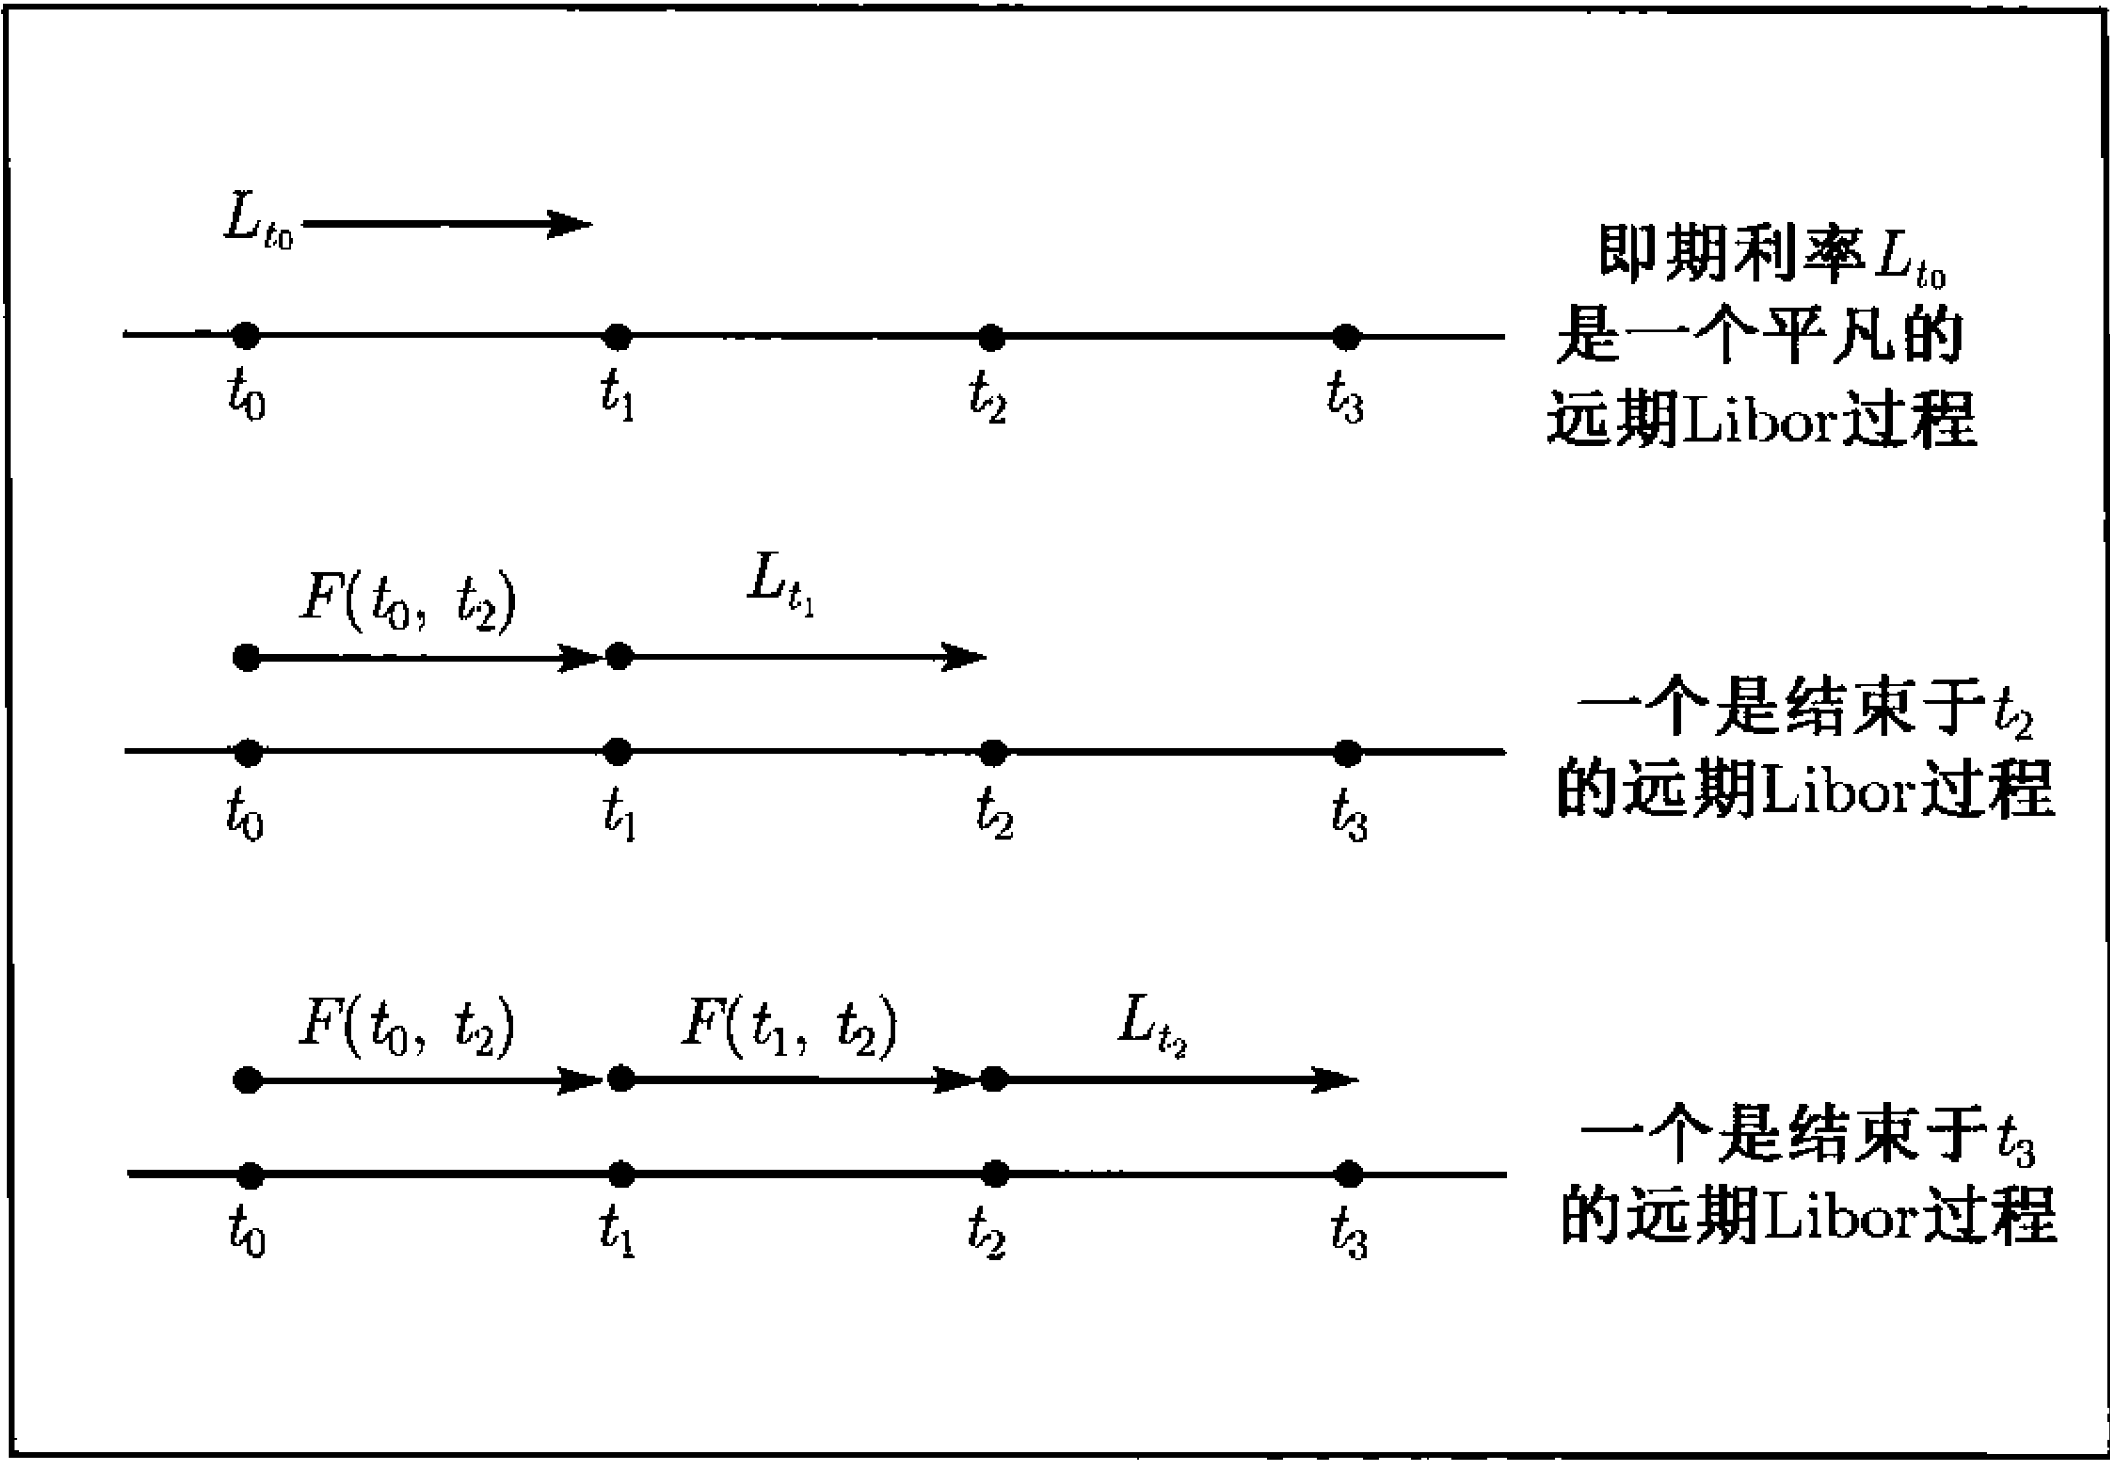 L_{t_0}
即期利率L_{t_0}
是一个平凡的
远期Libor过程
t_0 t_1 t_2 t_3
F(t_0, t_2) L_{t_1}
一个是结束于t_2
的远期Libor过程
t_0 t_1 t_2 t_3
F(t_0, t_2) F(t_1, t_2) L_{t_2}
一个是结束于t_3
的远期Libor过程
t_0 t_1 t_2 t_3